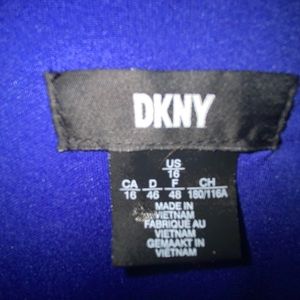 DKNY
US
16
CA D F CH
16 46 48 180/116A
MADE IN
VIETNAM
FABRIQUÉ AU
VIETNAM
GEMAAKT IN
VIETNAM